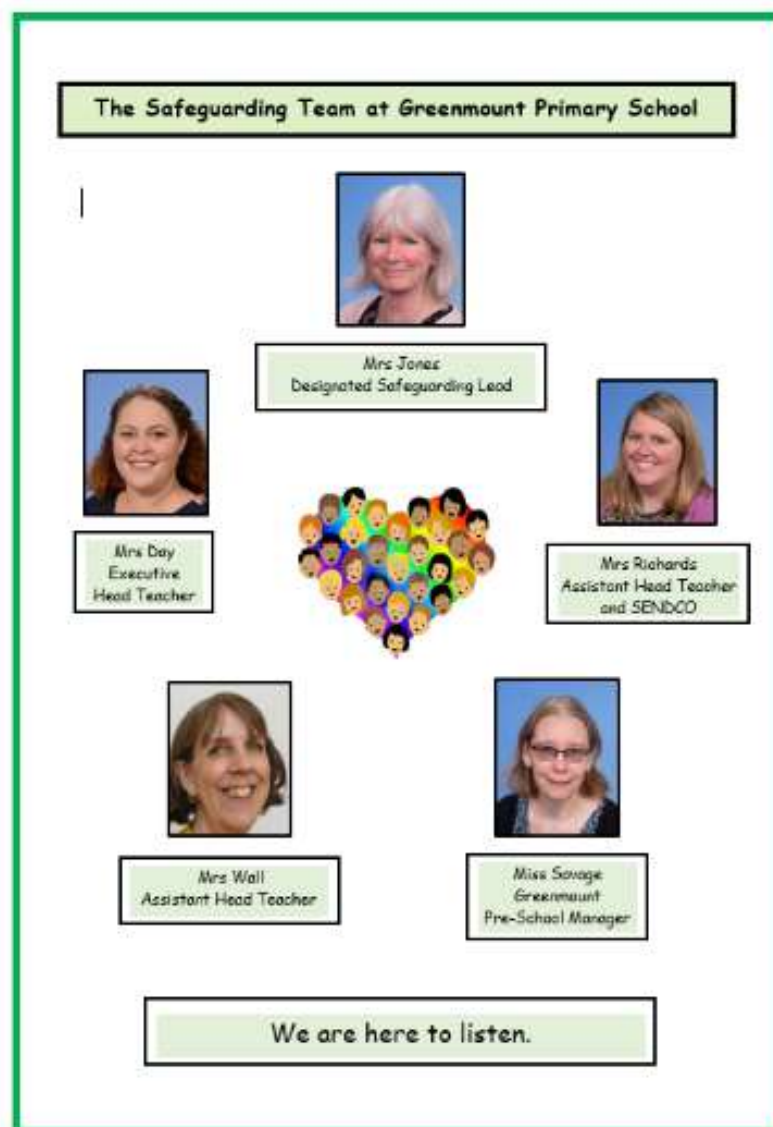 The Safeguarding Team at Greenmount Primary School
Mrs Jones
Designated Safeguarding Lead
Mrs Day
Executive
Head Teacher
Mrs Richards
Assistant Head Teacher
and SENDCO
Mrs Wall
Assistant Head Teacher
Miss Savage
Greenmount
Pre-School Manager
We are here to listen.